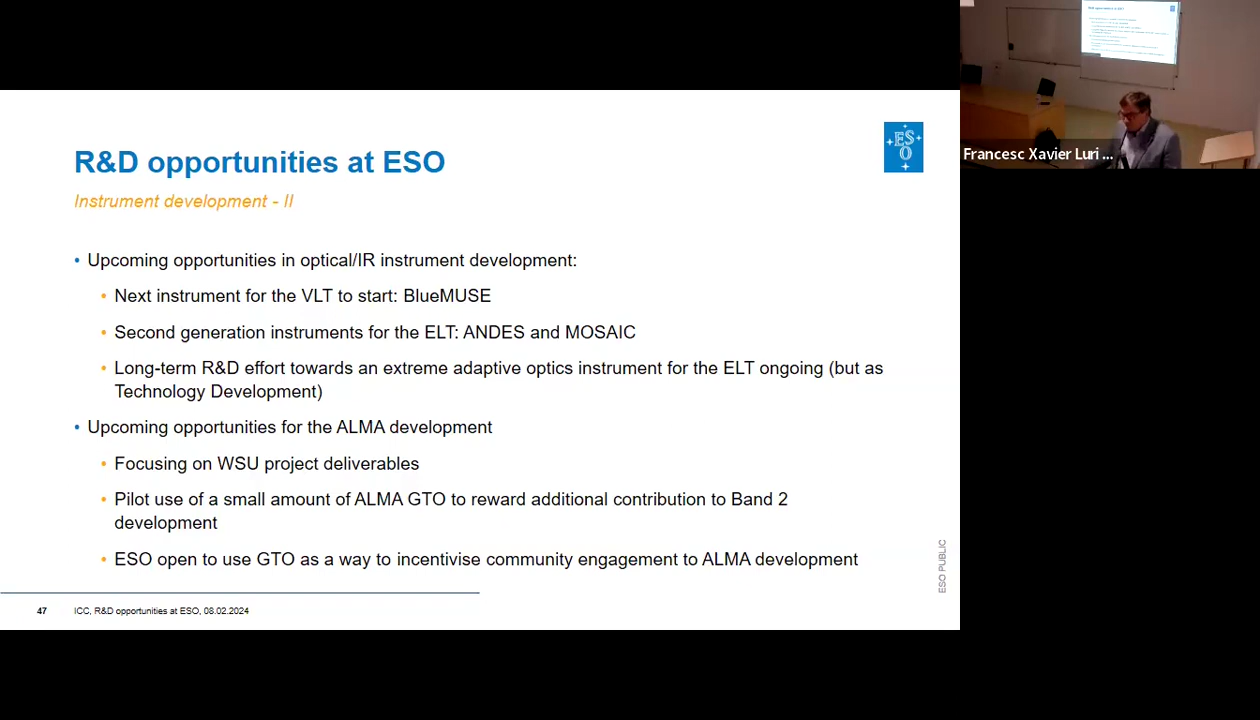 R&D opportunities at ESO
Instrument development - II
ESO
• Upcoming opportunities in optical/IR instrument development:
• Next instrument for the VLT to start: BlueMUSE
• Second generation instruments for the ELT: ANDES and MOSAIC
• Long-term R&D effort towards an extreme adaptive optics instrument for the ELT ongoing (but as
Technology Development)
• Upcoming opportunities for the ALMA development
• Focusing on WSU project deliverables
• Pilot use of a small amount of ALMA GTO to reward additional contribution to Band 2
development
• ESO open to use GTO as a way to incentivise community engagement to ALMA development
ESO PUBLIC
47 ICC, R&D opportunities at ESO, 08.02.2024
Francesc Xavier Luri ...